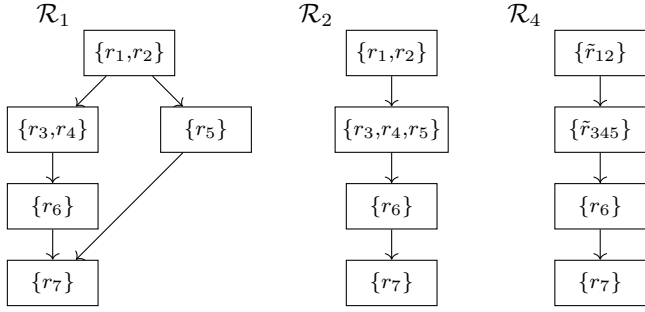 ℛ₁ ℛ₂ ℛ₄
{r₁,r₂} {r₁,r₂} {r̃₁₂}
{r₃,r₄} {r₅} {r₃,r₄,r₅} {r̃₃₄₅}
{r₆} {r₆} {r₆}
{r₇} {r₇} {r₇}